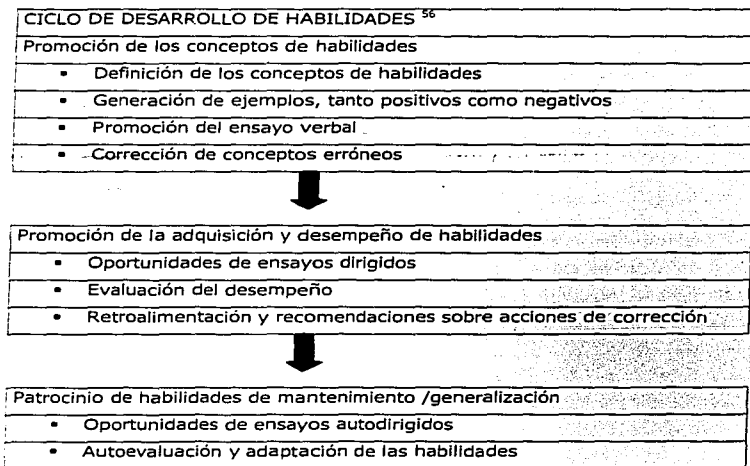 CICLO DE DESARROLLO DE HABILIDADES 56
Promoción de los conceptos de habilidades
▪ Definición de los conceptos de habilidades
▪ Generación de ejemplos, tanto positivos como negativos
▪ Promoción del ensayo verbal
▪ Corrección de conceptos erróneos
Promoción de la adquisición y desempeño de habilidades
▪ Oportunidades de ensayos dirigidos
▪ Evaluación del desempeño
▪ Retroalimentación y recomendaciones sobre acciones de corrección
Patrocinio de habilidades de mantenimiento /generalización
▪ Oportunidades de ensayos autodirigidos
▪ Autoevaluación y adaptación de las habilidades